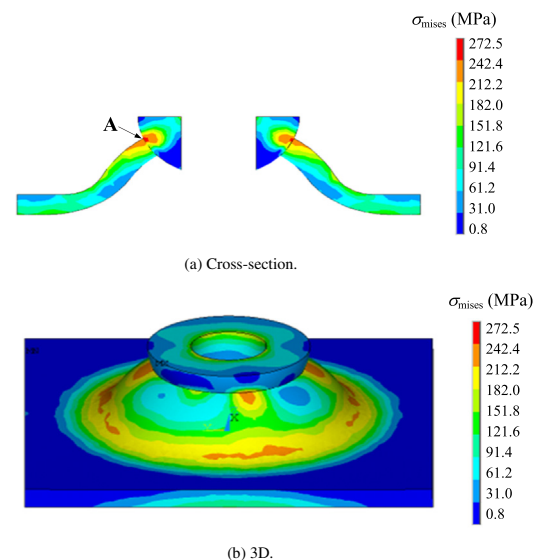 σmises (MPa)
272.5
242.4
212.2
182.0
151.8
121.6
91.4
61.2
31.0
0.8
A
(a) Cross-section.
σmises (MPa)
272.5
242.4
212.2
182.0
151.8
121.6
91.4
61.2
31.0
0.8
X
Y
(b) 3D.